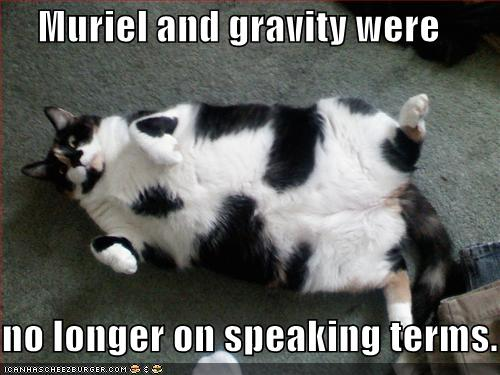 Muriel and gravity were
no longer on speaking terms.
ICANHASCHEEZBURGER.COM